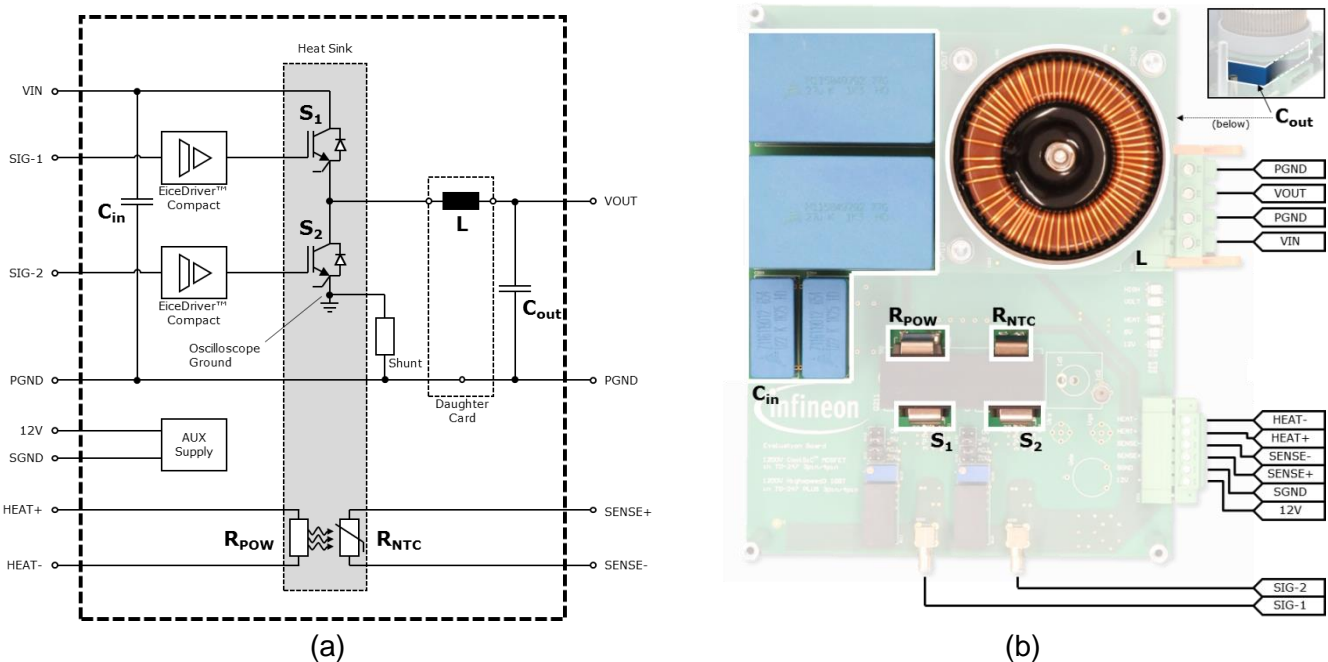 Heat Sink
VIN
S1
SIG-1
EiceDriver™
Compact
Cin
VOUT
L
S2
SIG-2
EiceDriver™
Compact
Cout
Oscilloscope
Ground
Shunt
PGND
PGND
Daughter
Card
12V
SGND
AUX
Supply
HEAT+
SENSE+
RPOW
RNTC
HEAT-
SENSE-
(a)
Cout
(below)
PGND
VOUT
PGND
VIN
L
RPOW
RNTC
Cin
infineon
S1
S2
HEAT-
HEAT+
SENSE-
SENSE+
SGND
12V
Evaluation Board
SIG-2
SIG-1
(b)